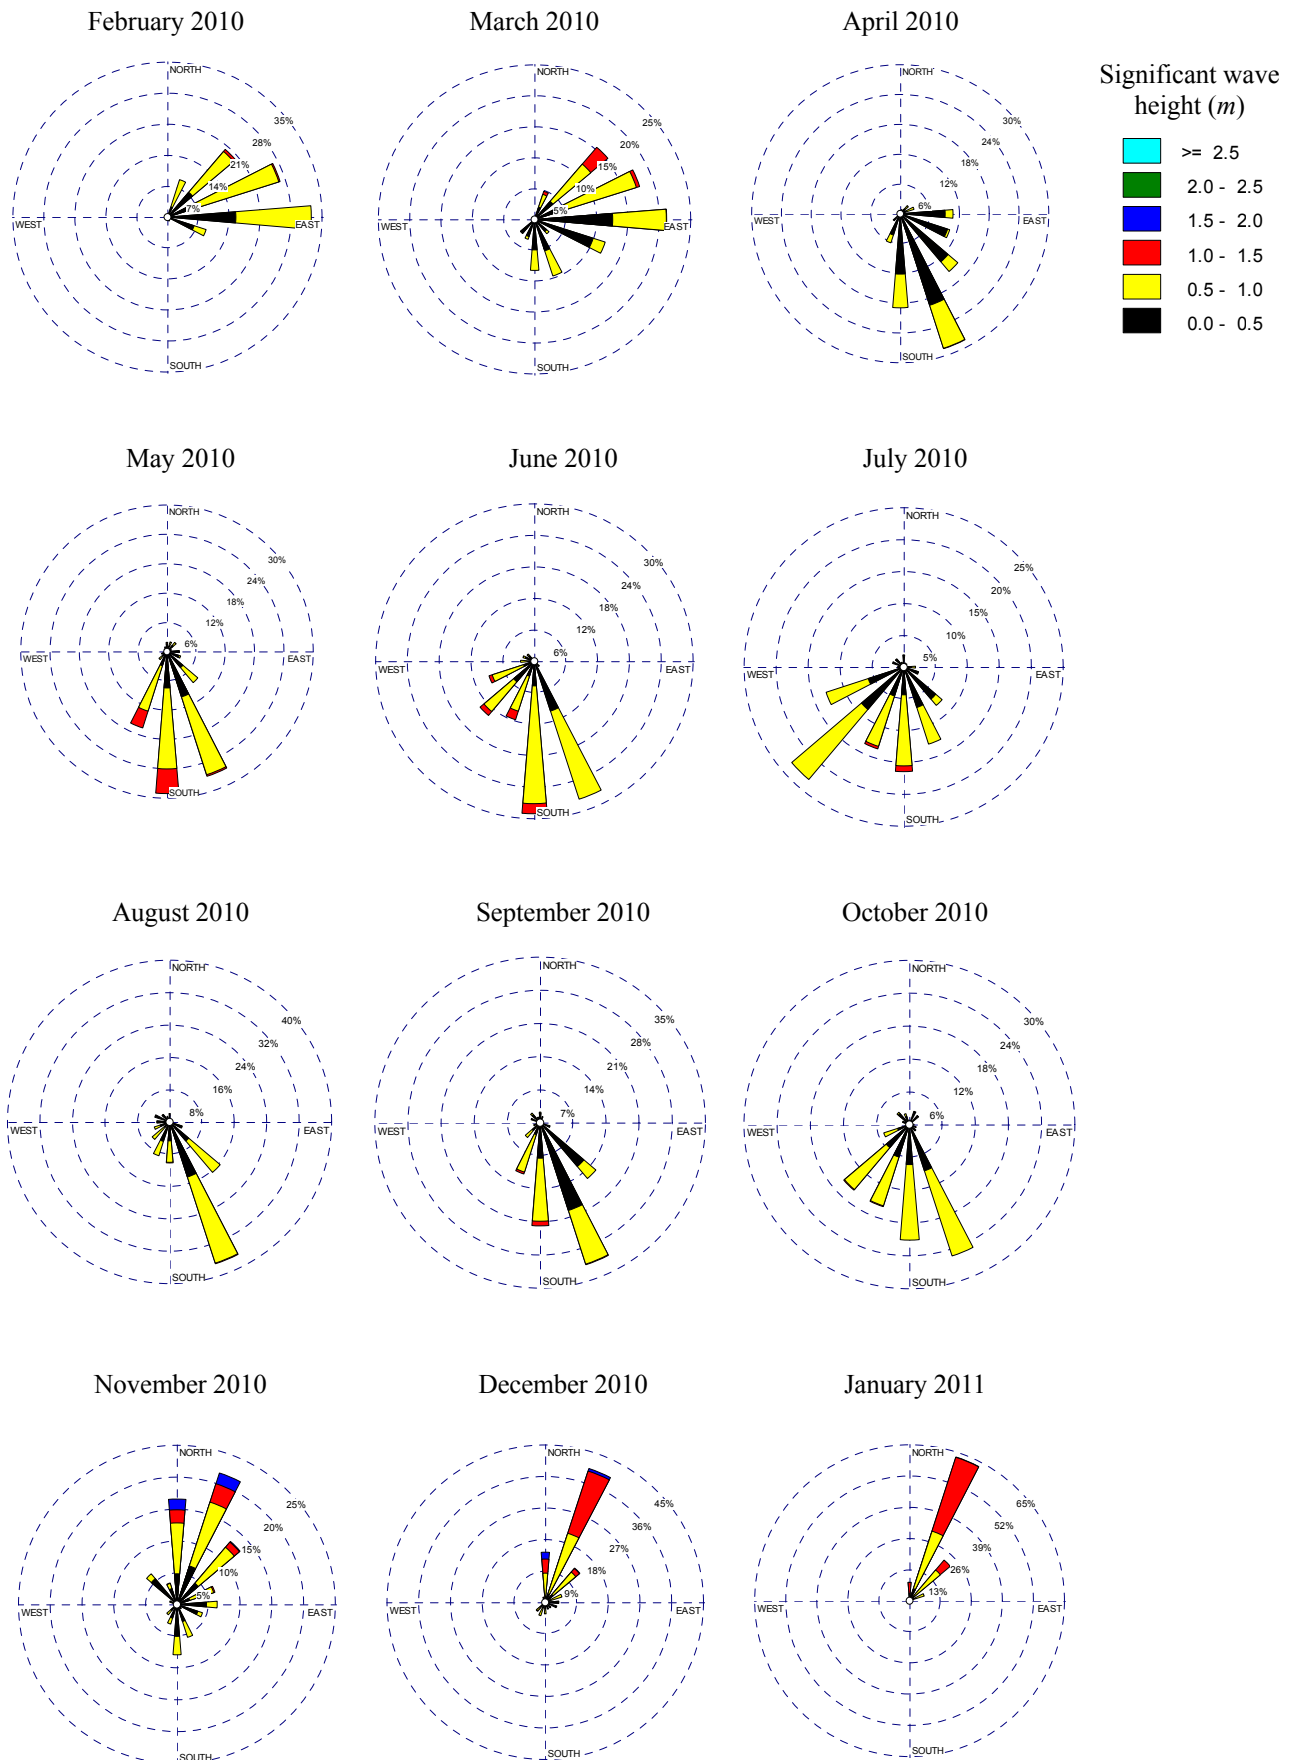 February 2010
March 2010
April 2010
Significant wave
height (m)
>= 2.5
2.0 - 2.5
1.5 - 2.0
1.0 - 1.5
0.5 - 1.0
0.0 - 0.5
NORTH
35%
28%
21%
14%
7%
WEST
EAST
SOUTH
NORTH
25%
20%
15%
10%
5%
WEST
EAST
SOUTH
NORTH
30%
24%
18%
12%
6%
WEST
EAST
SOUTH
May 2010
June 2010
July 2010
NORTH
30%
24%
18%
12%
6%
WEST
EAST
SOUTH
NORTH
30%
24%
18%
12%
6%
WEST
EAST
SOUTH
NORTH
25%
20%
15%
10%
5%
WEST
EAST
SOUTH
August 2010
September 2010
October 2010
NORTH
40%
32%
24%
16%
8%
WEST
EAST
SOUTH
NORTH
35%
28%
21%
14%
7%
WEST
EAST
SOUTH
NORTH
30%
24%
18%
12%
6%
WEST
EAST
SOUTH
November 2010
December 2010
January 2011
NORTH
25%
20%
15%
10%
5%
WEST
EAST
SOUTH
NORTH
45%
36%
27%
18%
9%
WEST
EAST
SOUTH
NORTH
65%
52%
39%
26%
13%
WEST
EAST
SOUTH